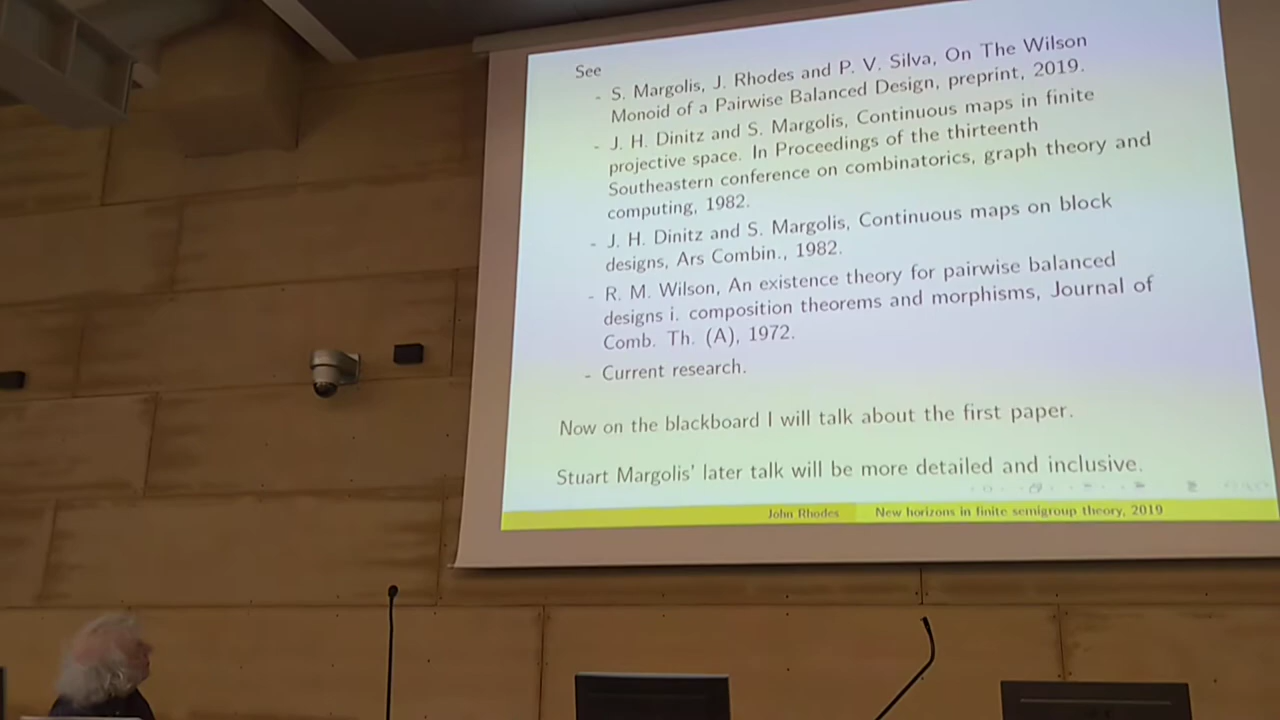 See
- S. Margolis, J. Rhodes and P. V. Silva, On The Wilson
Monoid of a Pairwise Balanced Design, preprint, 2019.
- J. H. Dinitz and S. Margolis, Continuous maps in finite
projective space. In Proceedings of the thirteenth
Southeastern conference on combinatorics, graph theory and
computing, 1982.
- J. H. Dinitz and S. Margolis, Continuous maps on block
designs, Ars Combin., 1982.
- R. M. Wilson, An existence theory for pairwise balanced
designs i. composition theorems and morphisms, Journal of
Comb. Th. (A), 1972.
- Current research.
Now on the blackboard I will talk about the first paper.
Stuart Margolis' later talk will be more detailed and inclusive.
John Rhodes New horizons in finite semigroup theory, 2019